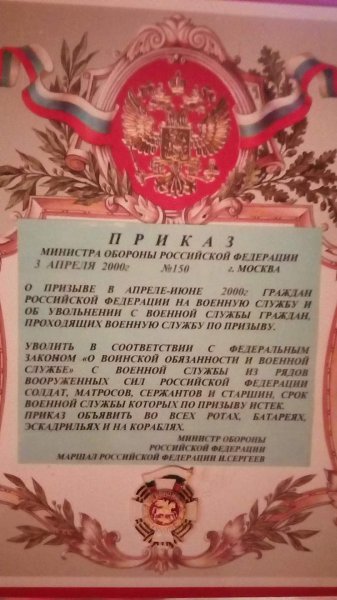 ПРИКАЗ
МИНИСТРА ОБОРОНЫ РОССИЙСКОЙ ФЕДЕРАЦИИ
3 АПРЕЛЯ 2000г №150 г. МОСКВА
О ПРИЗЫВЕ В АПРЕЛЕ-ИЮНЕ 2000г ГРАЖДАН
РОССИЙСКОЙ ФЕДЕРАЦИИ НА ВОЕННУЮ СЛУЖБУ И
ОБ УВОЛЬНЕНИИ С ВОЕННОЙ СЛУЖБЫ ГРАЖДАН,
ПРОХОДЯЩИХ ВОЕННУЮ СЛУЖБУ ПО ПРИЗЫВУ.
УВОЛИТЬ В СООТВЕТСТВИИ С ФЕДЕРАЛЬНЫМ
ЗАКОНОМ «О ВОИНСКОЙ ОБЯЗАННОСТИ И ВОЕННОЙ
СЛУЖБЕ» С ВОЕННОЙ СЛУЖБЫ ИЗ РЯДОВ
ВООРУЖЕННЫХ СИЛ РОССИЙСКОЙ ФЕДЕРАЦИИ
СОЛДАТ, МАТРОСОВ, СЕРЖАНТОВ И СТАРШИН, СРОК
ВОЕННОЙ СЛУЖБЫ КОТОРЫХ ПО ПРИЗЫВУ ИСТЕК.
ПРИКАЗ ОБЪЯВИТЬ ВО ВСЕХ РОТАХ, БАТАРЕЯХ,
ЭСКАДРИЛЬЯХ И НА КОРАБЛЯХ.
МИНИСТР ОБОРОНЫ
РОССИЙСКОЙ ФЕДЕРАЦИИ
МАРШАЛ РОССИЙСКОЙ ФЕДЕРАЦИИ И.СЕРГЕЕВ